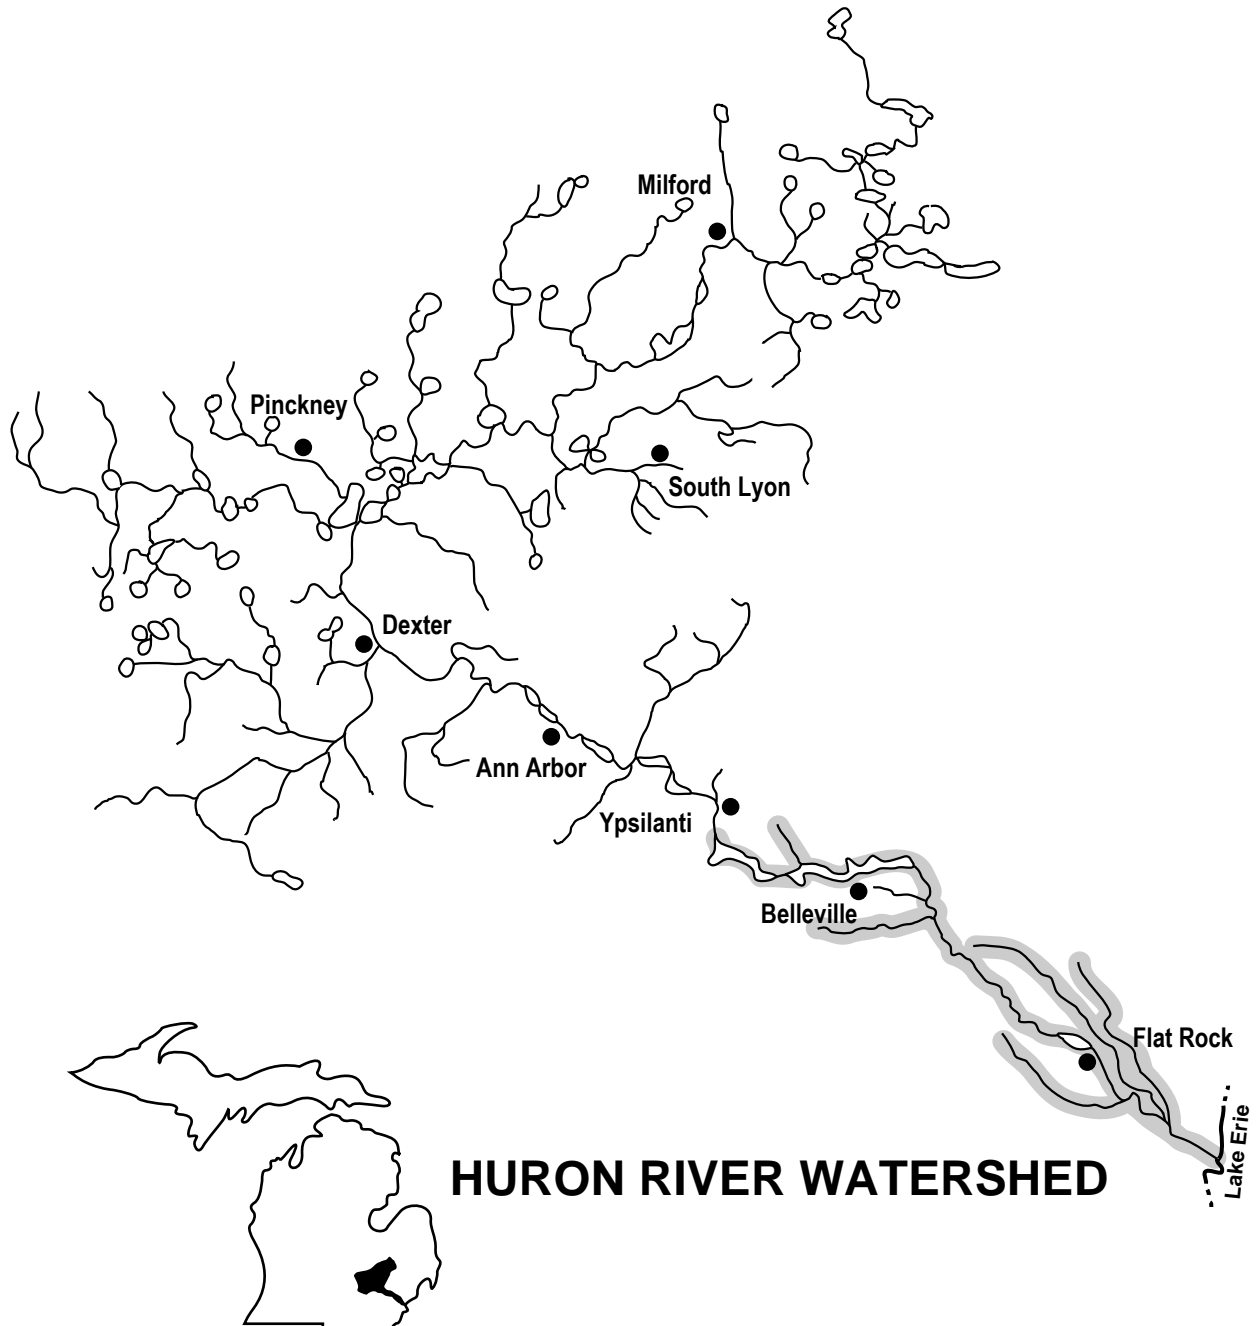 Milford
Pinckney
South Lyon
Dexter
Ann Arbor
Ypsilanti
Belleville
Flat Rock
Lake Erie
HURON RIVER WATERSHED